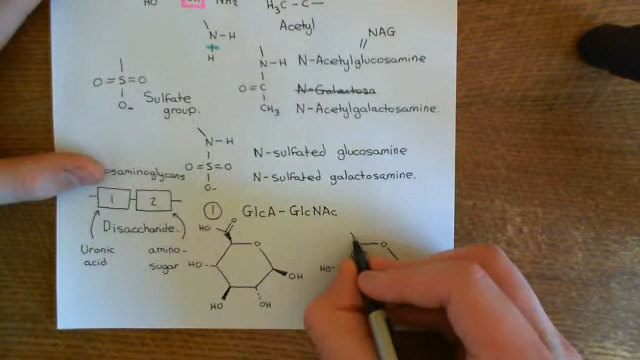 HO OH NH₂ H₃C-C-
Acetyl
N-H
H
NAG
N-H N-Acetylglucosamine
O=S=O
O=C N-Galactosa
O- Sulfate group.
CH₃ N-Acetylgalactosamine
N-H N-sulfated glucosamine
osaminoglycans O=S=O
O- N-sulfated galactosamine.
1 2
① GlcA-GlcNAc
Disaccharide.
Uronic acid
amino-sugar
HO O
O O
HO OH HO
HO OH